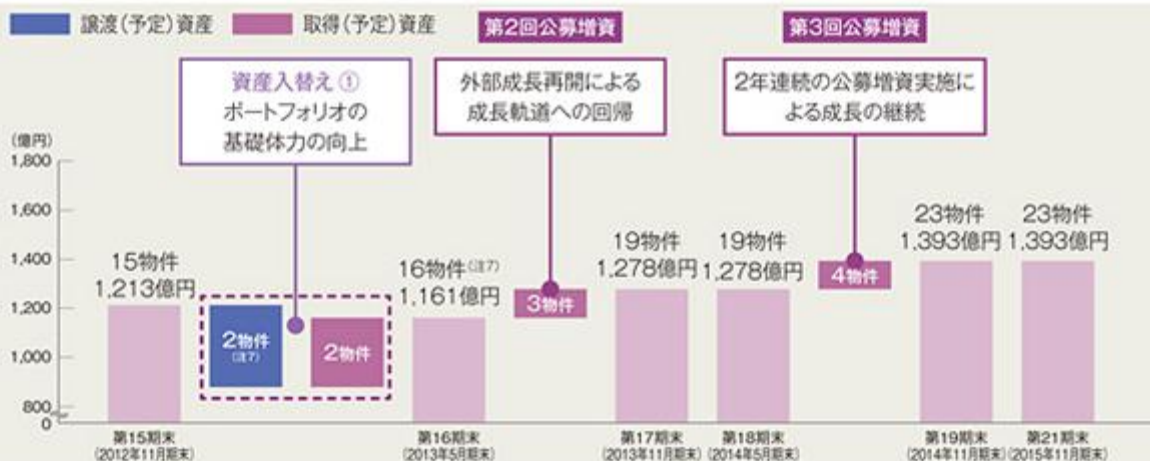 譲渡(予定)資産
取得(予定)資産
第2回公募増資
第3回公募増資
資産入替え①
ポートフォリオの
基礎体力の向上
外部成長再開による
成長軌道への回帰
2年連続の公募増資実施に
よる成長の継続
(億円)
1,800
1,600
1,400
1,200
1,000
800
0
15物件
1,213億円
2物件
(注7)
2物件
16物件(注7)
1,161億円
3物件
19物件
1,278億円
19物件
1,278億円
4物件
23物件
1,393億円
23物件
1,393億円
第15期末
(2012年11月期末)
第16期末
(2013年5月期末)
第17期末
(2013年11月期末)
第18期末
(2014年5月期末)
第19期末
(2014年11月期末)
第21期末
(2015年11月期末)